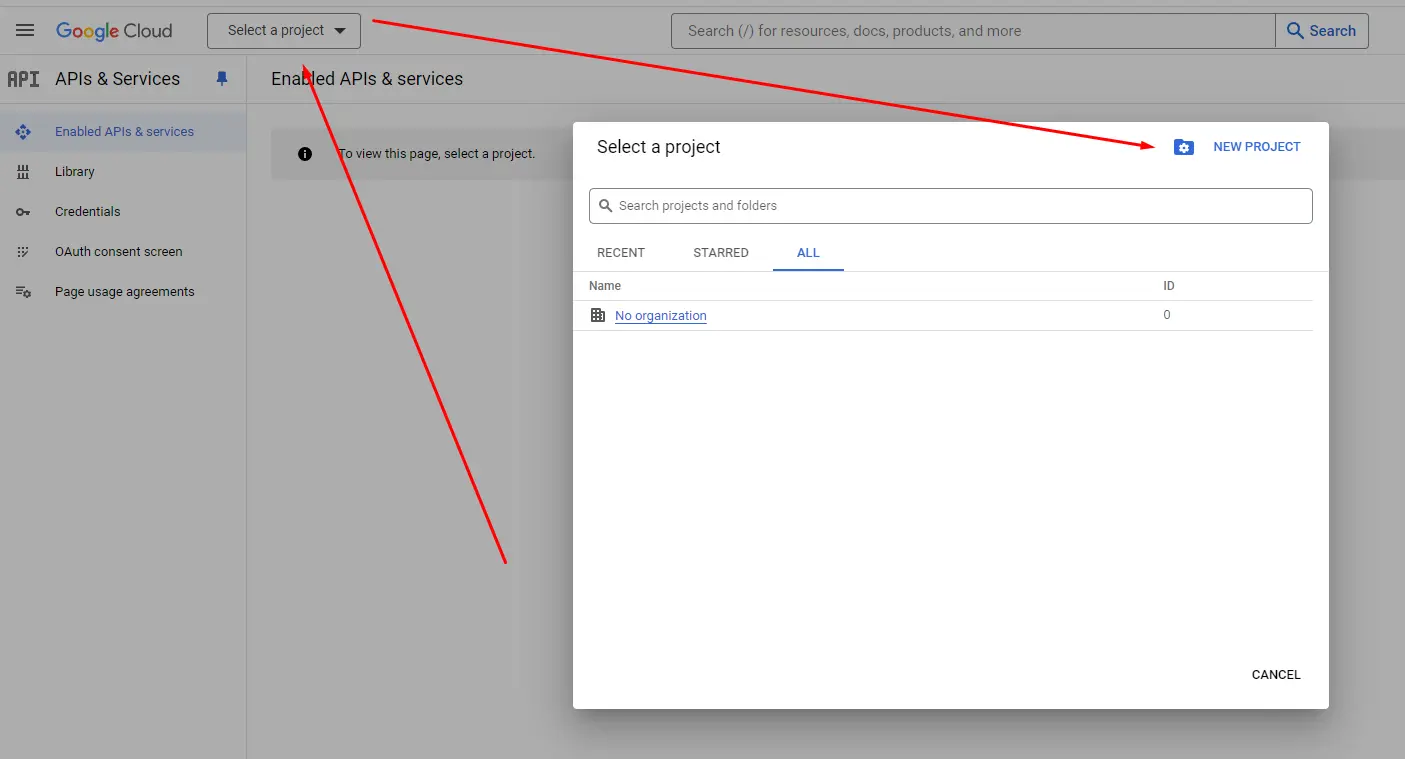 Google Cloud
Select a project
Search (/) for resources, docs, products, and more
Search
API
APIs & Services
Enabled APIs & services
Enabled APIs & services
Library
Credentials
OAuth consent screen
Page usage agreements
To view this page, select a project.
Select a project
NEW PROJECT
Search projects and folders
RECENT
STARRED
ALL
Name
ID
No organization
0
CANCEL